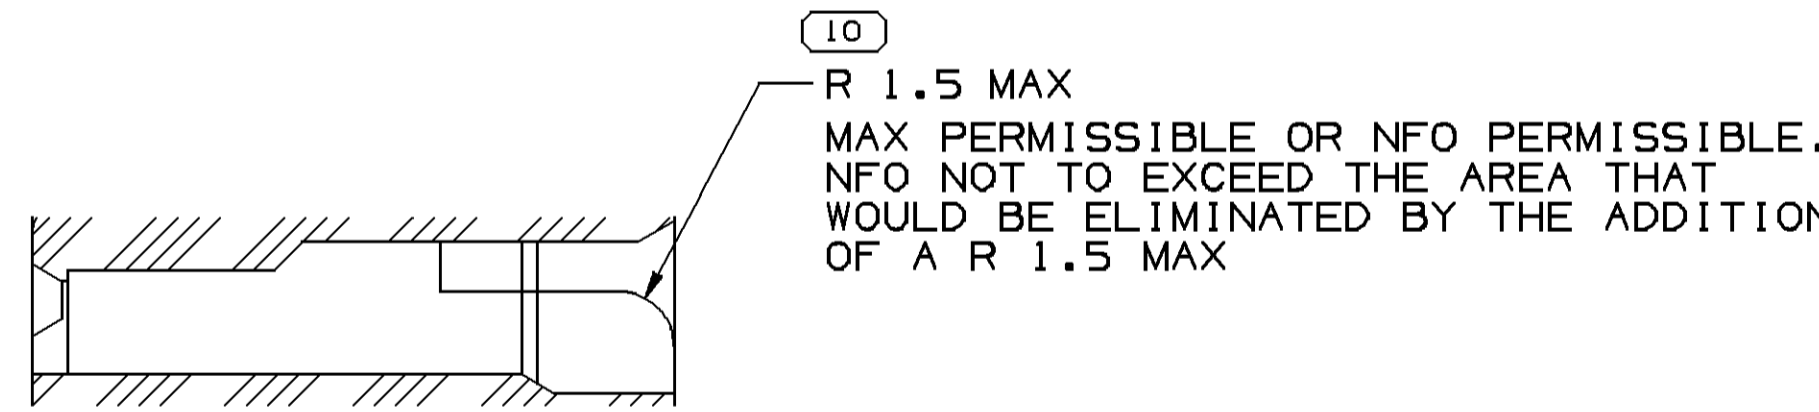 10
R 1.5 MAX
MAX PERMISSIBLE OR NFO PERMISSIBLE.
NFO NOT TO EXCEED THE AREA THAT
WOULD BE ELIMINATED BY THE ADDITION
OF A R 1.5 MAX